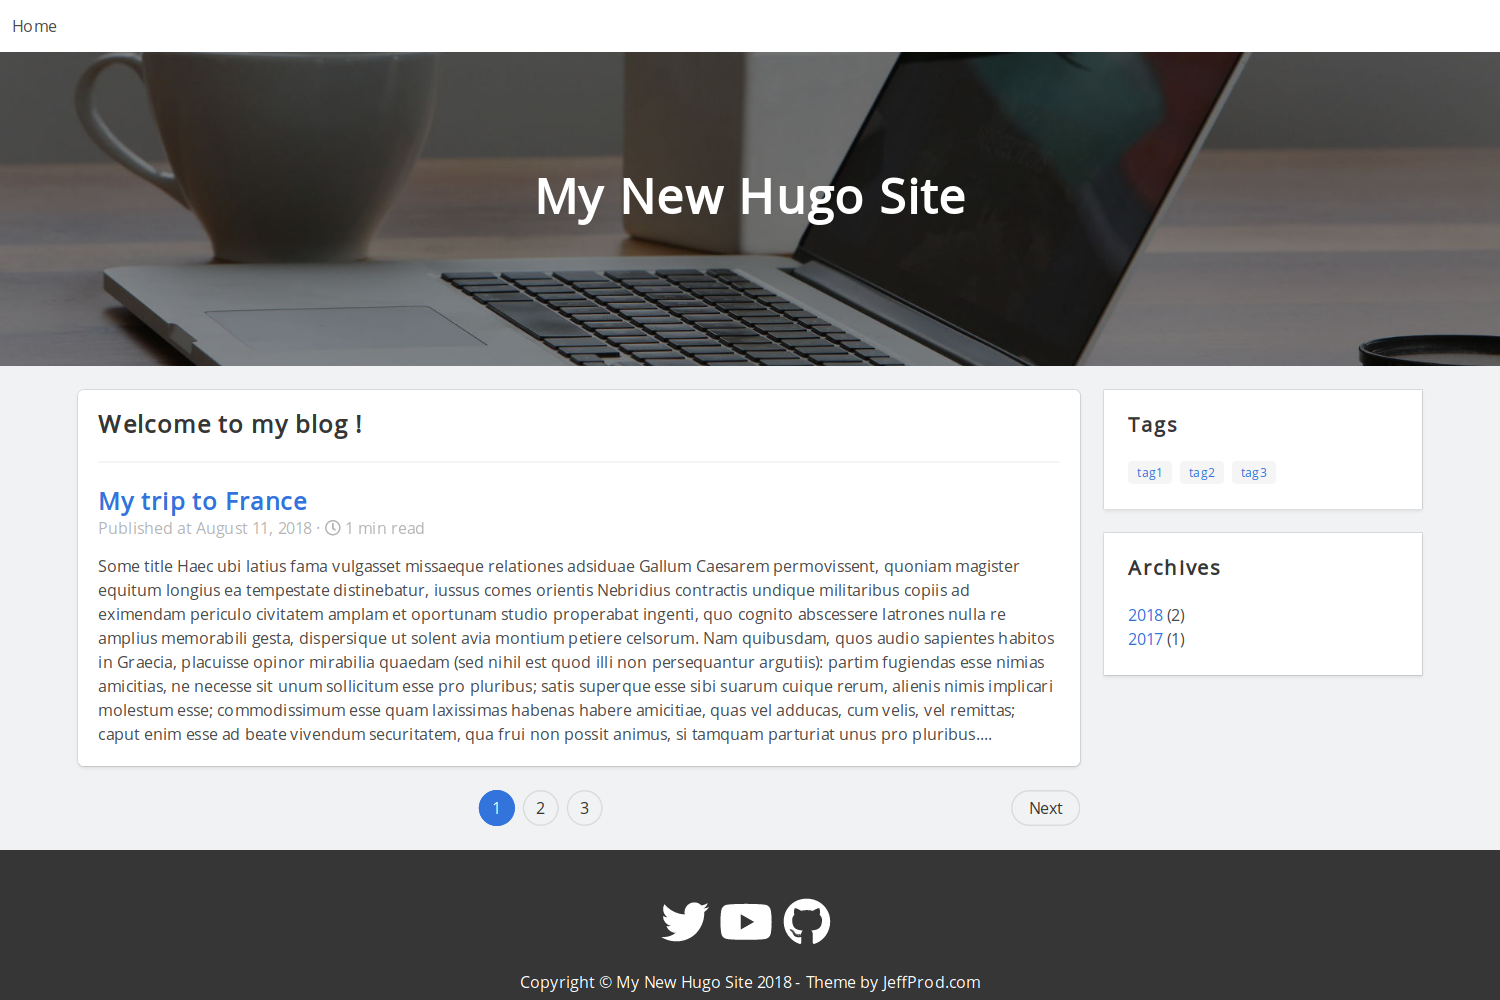 Home
My New Hugo Site
Welcome to my blog !
My trip to France
Published at August 11, 2018 · 1 min read
Some title Haec ubi latius fama vulgasset missaeque relationes adsiduae Gallum Caesarem permovissent, quoniam magister
equitum longius ea tempestate distinebatur, iussus comes orientis Nebridius contractis undique militaribus copiis ad
eximendam periculo civitatem amplam et oportunam studio properabat ingenti, quo cognito abscessere latrones nulla re
amplius memorabili gesta, dispersique ut solent avia montium petiere celsorum. Nam quibusdam, quos audio sapientes habitos
in Graecia, placuisse opinor mirabilia quaedam (sed nihil est quod illi non persequantur argutiis): partim fugiendas esse nimias
amicitias, ne necesse sit unum sollicitum esse pro pluribus; satis superque esse sibi suarum cuique rerum, alienis nimis implicari
molestum esse; commodissimum esse quam laxissimas habenas habere amicitiae, quas vel adducas, cum velis, vel remittas;
caput enim esse ad beate vivendum securitatem, qua frui non possit animus, si tamquam parturiat unus pro pluribus....
1 2 3 Next
Tags
tag1 tag2 tag3
Archives
2018 (2)
2017 (1)
Copyright © My New Hugo Site 2018 - Theme by JeffProd.com